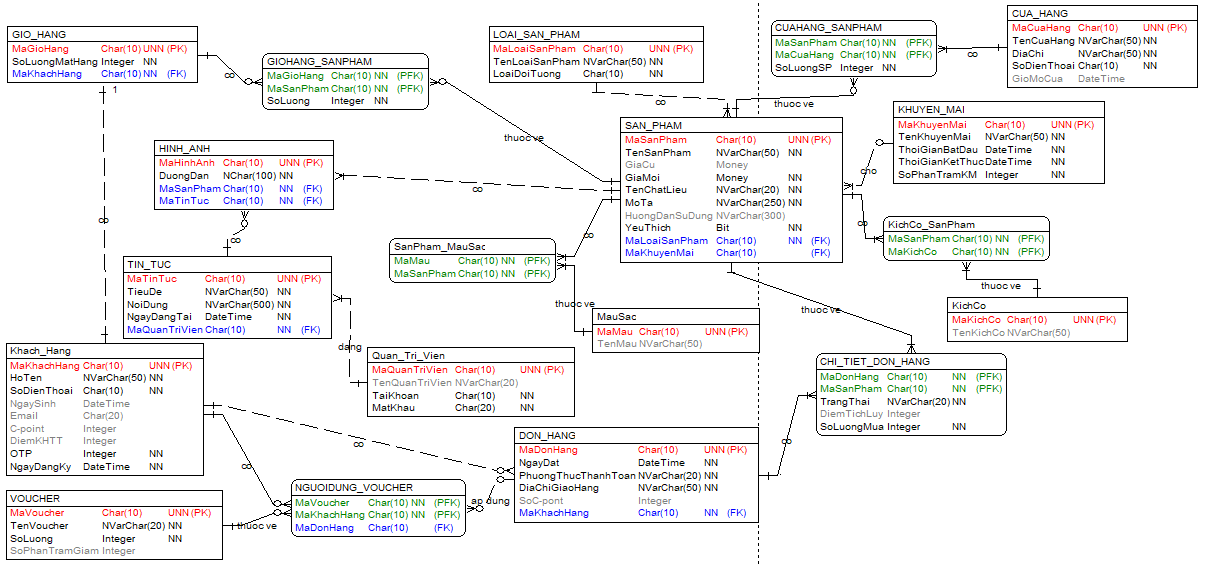 GIO_HANG
MaGioHang Char(10) UNN (PK)
SoLuongMatHang Integer NN
MaKhachHang Char(10) NN (FK)
GIOHANG_SANPHAM
MaGioHang Char(10) NN (PFK)
MaSanPham Char(10) NN (PFK)
SoLuong Integer NN
LOAI_SAN_PHAM
MaLoaiSanPham Char(10) UNN (PK)
TenLoaiSanPham NVarChar(50) NN
LoaiDoiTuong Char(10) NN
CUAHANG_SANPHAM
MaSanPham Char(10) NN (PFK)
MaCuaHang Char(10) NN (PFK)
SoLuongSP Integer NN
CUA_HANG
MaCuaHang Char(10) UNN (PK)
TenCuaHang NVarChar(50) NN
DiaChi NVarChar(50) NN
SoDienThoai Char(10) NN
GioMoCua DateTime
∞
∞
∞
1
thuoc ve
thuoc ve
∞
HINH_ANH
MaHinhAnh Char(10) UNN (PK)
DuongDan NChar(100) NN
MaSanPham Char(10) NN (FK)
MaTinTuc Char(10) NN (FK)
SAN_PHAM
MaSanPham Char(10) UNN (PK)
TenSanPham NVarChar(50) NN
GiaCu Money
GiaMoi Money NN
TenChatLieu NVarChar(20) NN
MoTa NVarChar(250) NN
HuongDanSuDung NVarChar(300)
YeuThich Bit NN
MaLoaiSanPham Char(10) NN (FK)
MaKhuyenMai Char(10) (FK)
KHUYEN_MAI
MaKhuyenMai Char(10) UNN (PK)
TenKhuyenMai NVarChar(50) NN
ThoiGianBatDau DateTime NN
ThoiGianKetThuc DateTime NN
SoPhanTramKM Integer NN
cho
∞
∞
∞
∞
∞
KichCo_SanPham
MaSanPham Char(10) NN (PFK)
MaKichCo Char(10) NN (PFK)
SanPham_MauSac
MaMau Char(10) NN (PFK)
MaSanPham Char(10) NN (PFK)
TIN_TUC
MaTinTuc Char(10) UNN (PK)
TieuDe NVarChar(50) NN
NoiDung NVarChar(500) NN
NgayDangTai DateTime NN
MaQuanTriVien Char(10) NN (FK)
thuoc ve
thuoc ve
thuoc ve
MauSac
MaMau Char(10) UNN (PK)
TenMau NVarChar(50)
KichCo
MaKichCo Char(10) UNN (PK)
TenKichCo NVarChar(50)
dang
Khach_Hang
MaKhachHang Char(10) UNN (PK)
HoTen NVarChar(50) NN
SoDienThoai Char(10) NN
NgaySinh DateTime
Email Char(20)
C-point Integer
DiemKHTT Integer
OTP Integer NN
NgayDangKy DateTime NN
Quan_Tri_Vien
MaQuanTriVien Char(10) UNN (PK)
TenQuanTriVien NVarChar(20)
TaiKhoan Char(10) NN
MatKhau Char(20) NN
CHI_TIET_DON_HANG
MaDonHang Char(10) NN (PFK)
MaSanPham Char(10) NN (PFK)
TrangThai NVarChar(20) NN
DiemTichLuy Integer
SoLuongMua Integer NN
∞
∞
∞
DON_HANG
MaDonHang Char(10) UNN (PK)
NgayDat DateTime NN
PhuongThucThanhToan NVarChar(20) NN
DiaChiGiaoHang NVarChar(50) NN
SoC-pont Integer
MaKhachHang Char(10) NN (FK)
NGUOIDUNG_VOUCHER
MaVoucher Char(10) NN (PFK)
MaKhachHang Char(10) NN (PFK)
MaDonHang Char(10) (FK)
ap dung
VOUCHER
MaVoucher Char(10) UNN (PK)
TenVoucher NVarChar(20) NN
SoLuong Integer NN
SoPhanTramGiam Integer
thuoc ve